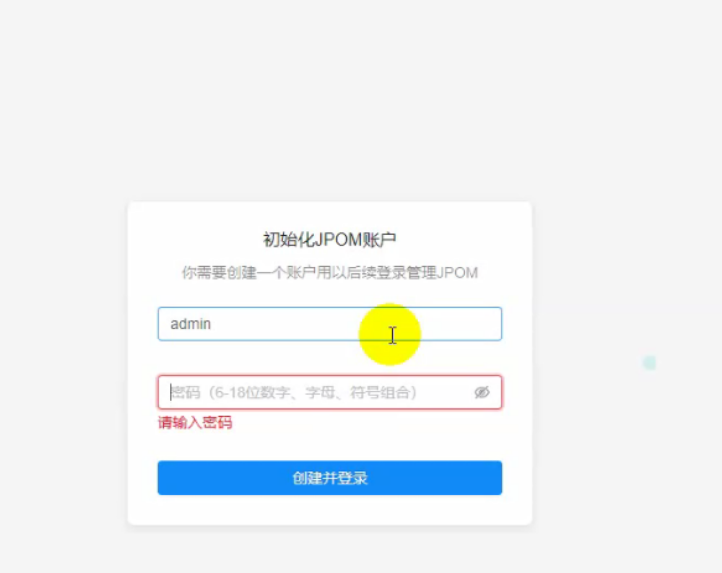 初始化JPOM账户
你需要创建一个账户用以后续登录管理JPOM
admin
密码（6-18位数字、字母、符号组合）
请输入密码
创建并登录